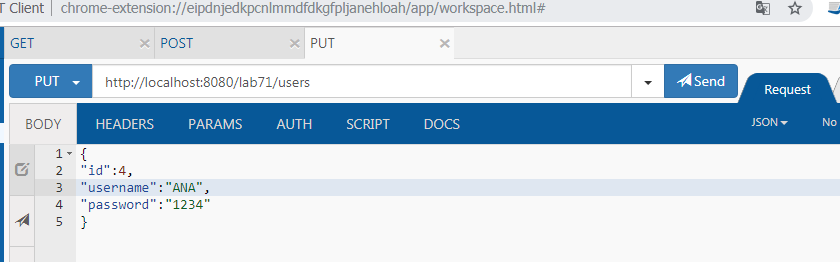 T Client chrome-extension://eipdnjedkpcnlmmdfdkgfpljanehloah/app/workspace.html#
GET × POST × PUT ×
PUT http://localhost:8080/lab71/users Send Request
BODY HEADERS PARAMS AUTH SCRIPT DOCS JSON No
1 {
2 "id":4,
3 "username":"ANA",
4 "password":"1234"
5 }